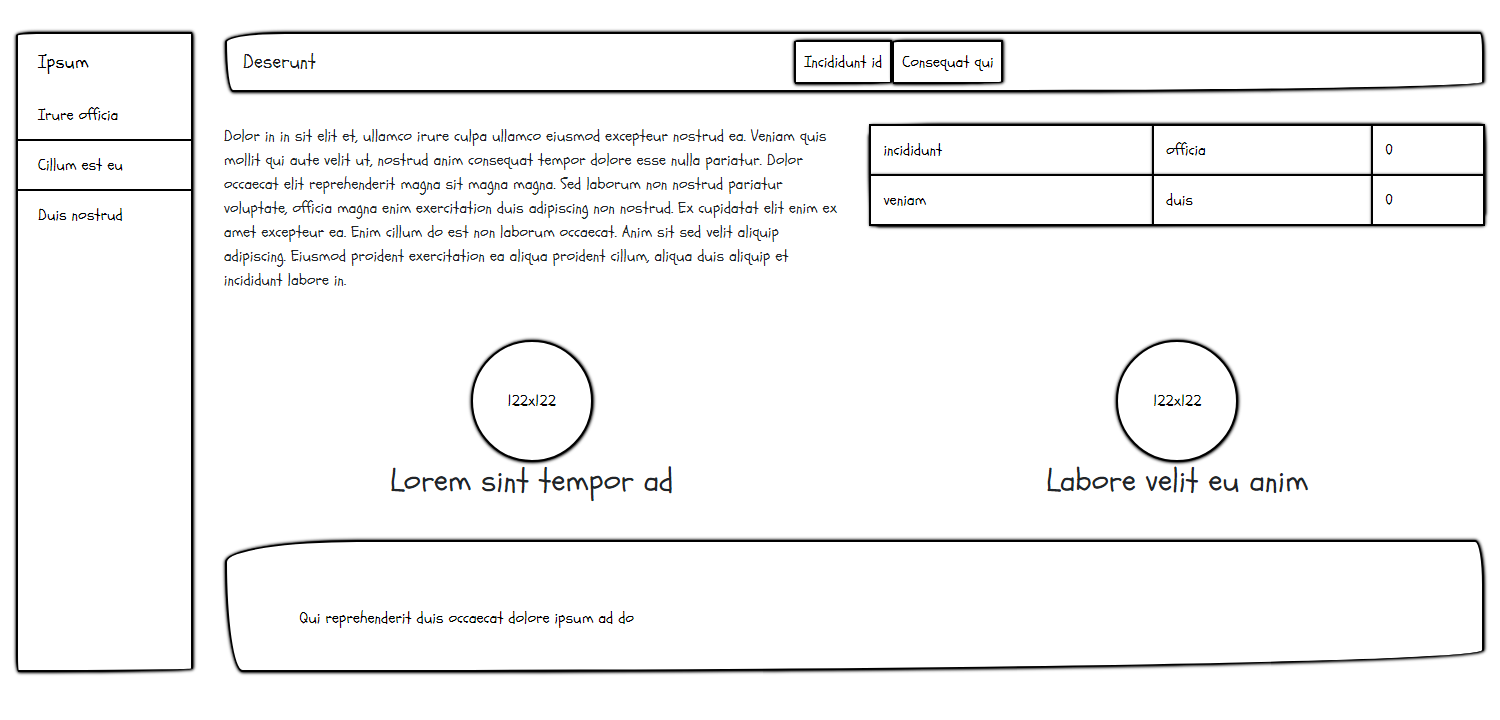 Ipsum
Irure officia
Cillum est eu
Duis nostrud
Deserunt
Incididunt id
Consequat qui
Dolor in in sit elit et, ullamco irure culpa ullamco eiusmod excepteur nostrud ea. Veniam quis
mollit qui aute velit ut, nostrud anim consequat tempor dolore esse nulla pariatur. Dolor
occaecat elit reprehenderit magna sit magna magna. Sed laborum non nostrud pariatur
voluptate, officia magna enim exercitation duis adipiscing non nostrud. Ex cupidatat elit enim ex
amet excepteur ea. Enim cillum do est non laborum occaecat. Anim sit sed velit aliquip
adipiscing. Eiusmod proident exercitation ea aliqua proident cillum, aliqua duis aliquip et
incididunt labore in.
incididunt officia 0
veniam duis 0
122x122
Lorem sint tempor ad
122x122
Labore velit eu anim
Qui reprehenderit duis occaecat dolore ipsum ad do